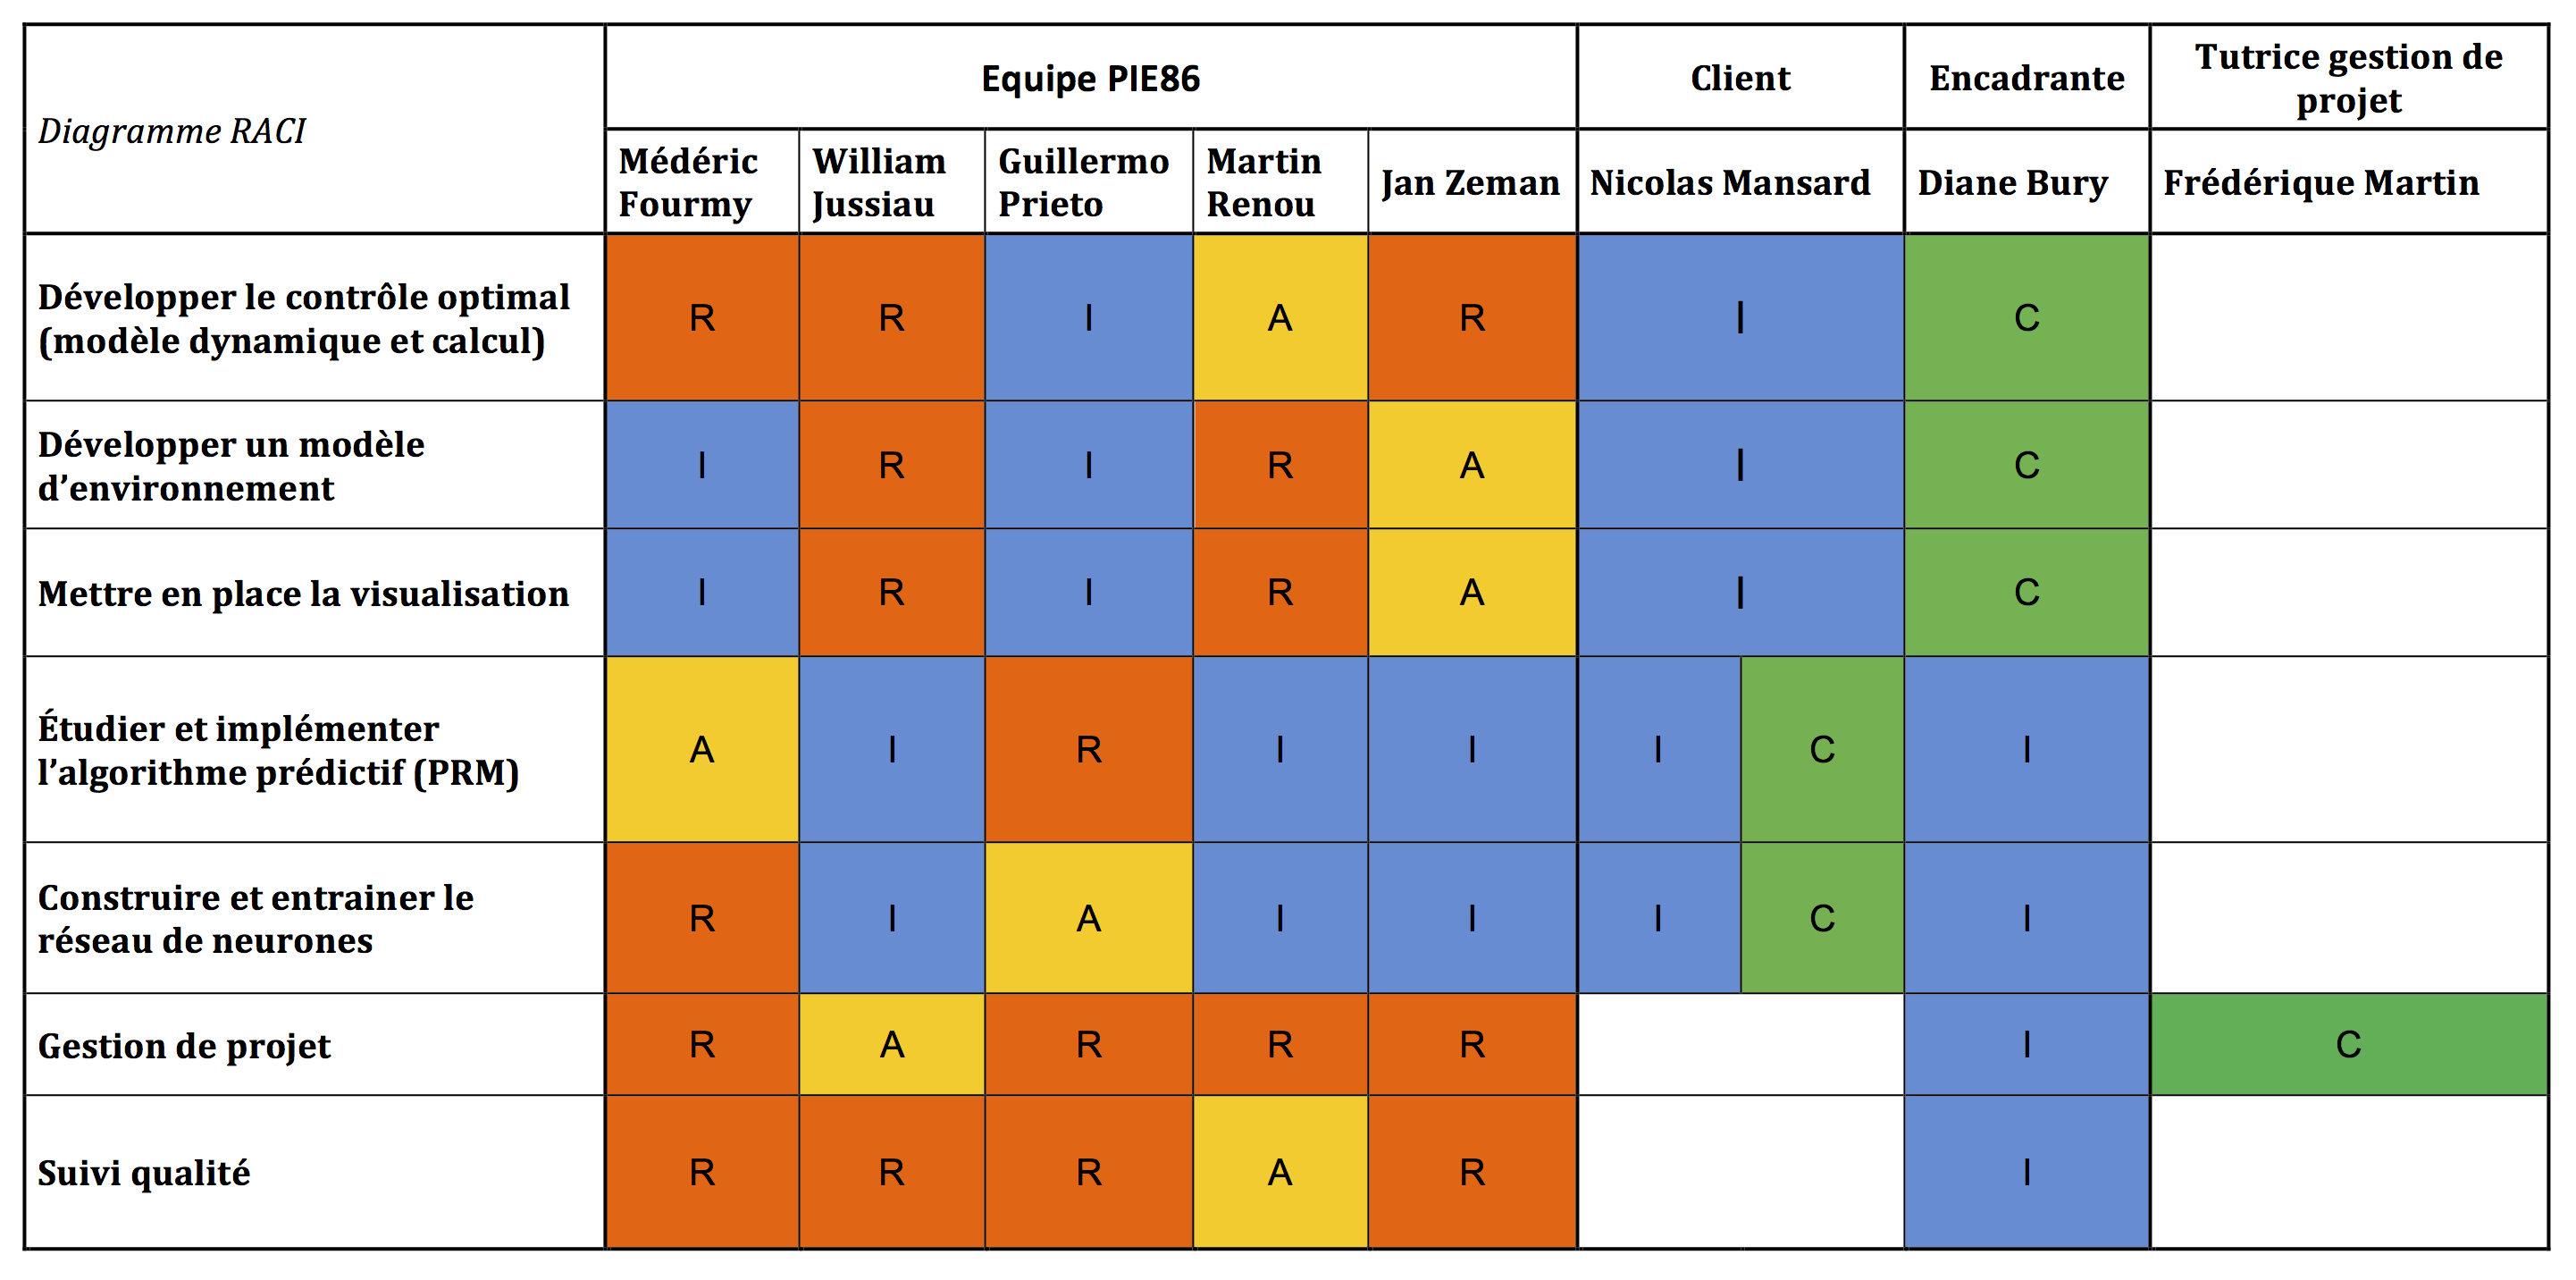 Diagramme RACI
Equipe PIE86
Client
Encadrante
Tutrice gestion de
projet
Médéric
Fourmy
William
Jussiau
Guillermo
Prieto
Martin
Renou
Jan Zeman
Nicolas Mansard
Diane Bury
Frédérique Martin
Développer le contrôle optimal
(modèle dynamique et calcul)
R R I A R I C
Développer un modèle
d’environnement
I R I R A I C
Mettre en place la visualisation
I R I R A I C
Étudier et implémenter
l’algorithme prédictif (PRM)
A I R I I I C I
Construire et entrainer le
réseau de neurones
R I A I I I C I
Gestion de projet
R A R R R I C
Suivi qualité
R R R A R I